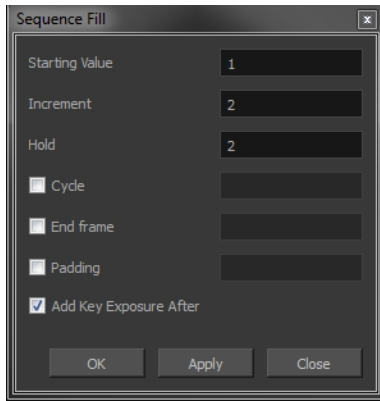 Sequence Fill
Starting Value 1
Increment 2
Hold 2
Cycle
End frame
Padding
Add Key Exposure After
OK Apply Close